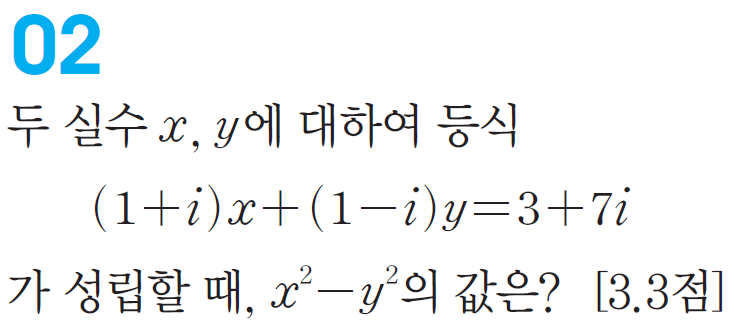 02
두 실수 x, y에 대하여 등식
(1+i)x+(1-i)y=3+7i
가 성립할 때, x²-y²의 값은? [3.3점]